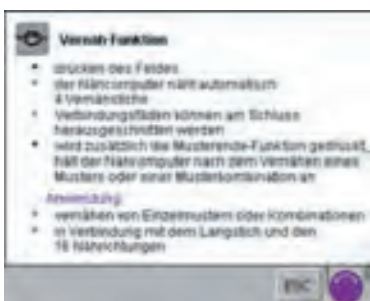 Vernäh-Funktion
• drücken des Feldes
• der Nähcomputer näht automatisch
4 Vernähstiche
• Verbindungsfäden können am Schluss
herausgeschnitten werden
• wird zusätzlich die Musterende-Funktion gedrückt,
hält der Nähcomputer nach dem Vernähen eines
Musters oder einer Musterkombination an
Anwendung:
• vernähen von Einzelmustern oder Kombinationen
• in Verbindung mit dem Langstich und den
16 Nährichtungen
ESC